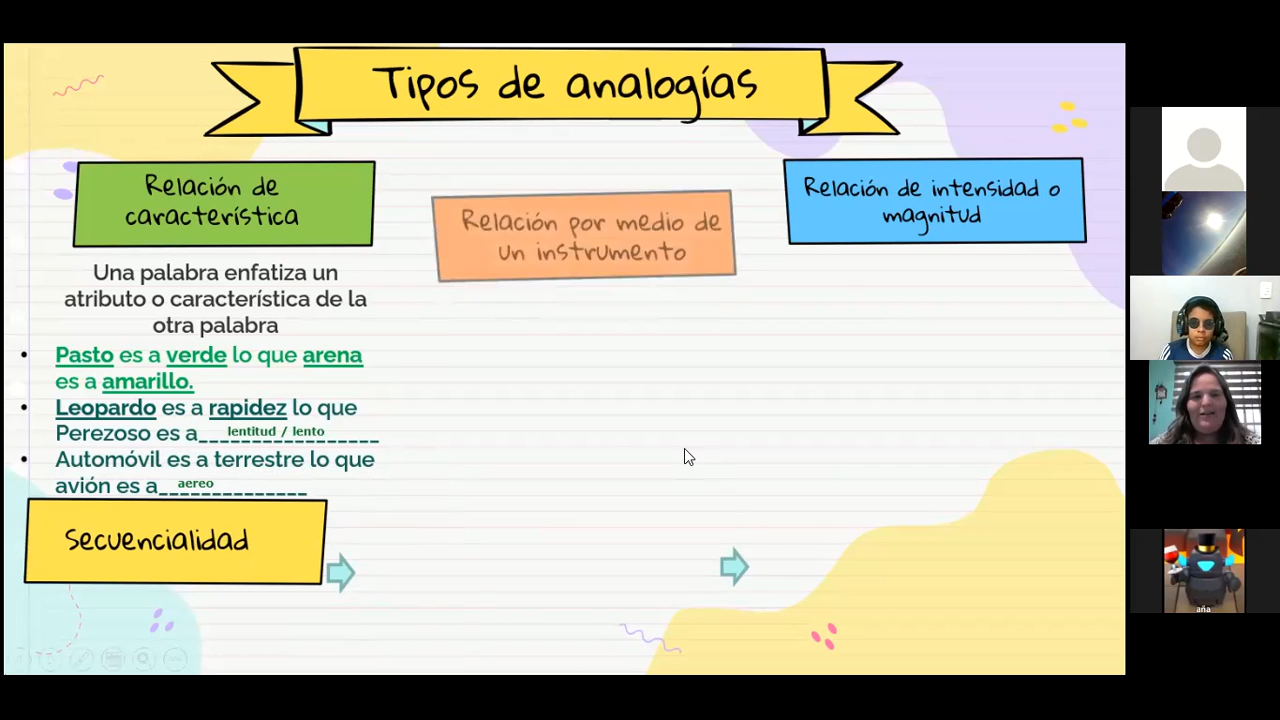 Tipos de analogías
Relación de
característica
Una palabra enfatiza un
atributo o característica de la
otra palabra
• Pasto es a verde lo que arena
es a amarillo.
• Leopardo es a rapidez lo que
Perezoso es a lentitud / lento
• Automóvil es a terrestre lo que
avión es a aereo
Secuencialidad
Relación por medio de
un instrumento
Relación de intensidad o
magnitud
aña